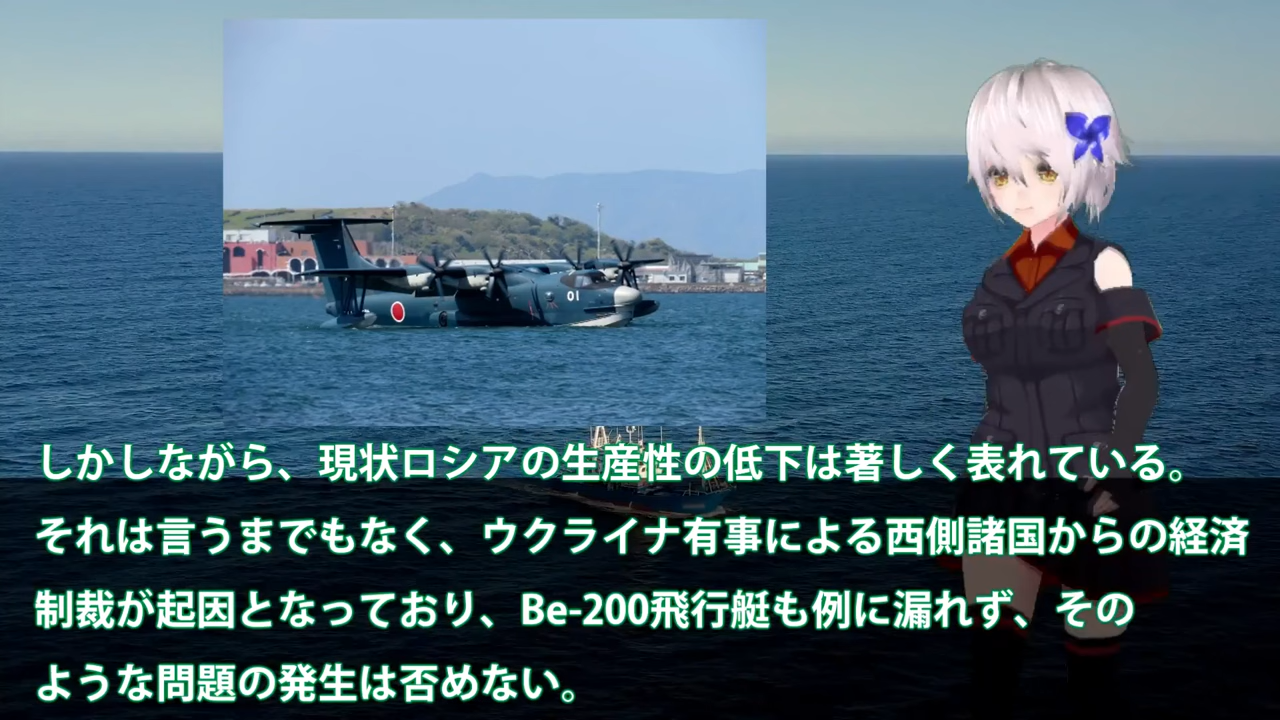 01
しかしながら、現状ロシアの生産性の低下は著しく表れている。
それは言うまでもなく、ウクライナ有事による西側諸国からの経済
制裁が起因となっており、Be-200飛行艇も例に漏れず、その
ような問題の発生は否めない。